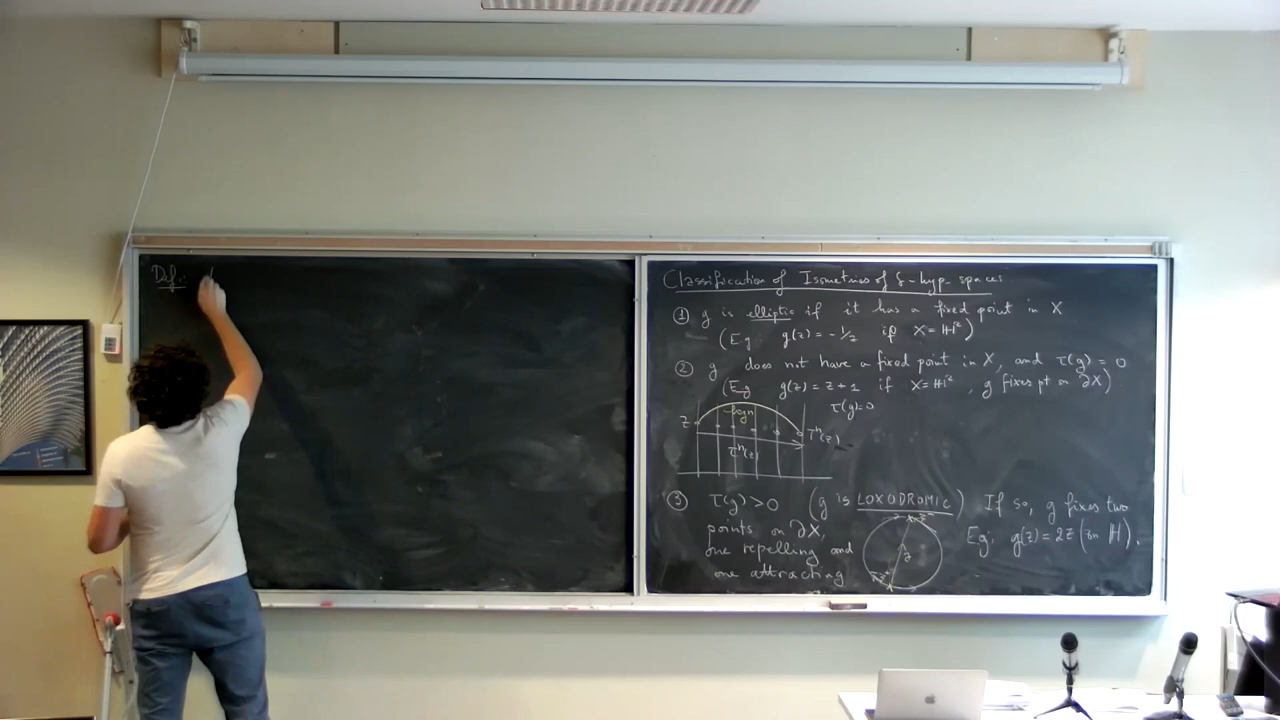 Def:
Classification of Isometries of δ-hyp. spaces
① g is elliptic if it has a fixed point in X
(Eg. g(z) = -1/z if X = ℍ²)
② g does not have a fixed point in X, and τ(g) = 0
(Eg g(z) = z + 1 if X = ℍ², g fixes pt on ∂X)
τ(g)=0
~logn
z
Tⁿ(z)
τⁿ(z)
③ τ(g) > 0 (g is LOXODROMIC) If so, g fixes two
points on ∂X,
one repelling and
one attracting
Eg: g(z) = 2z (on ℍ).